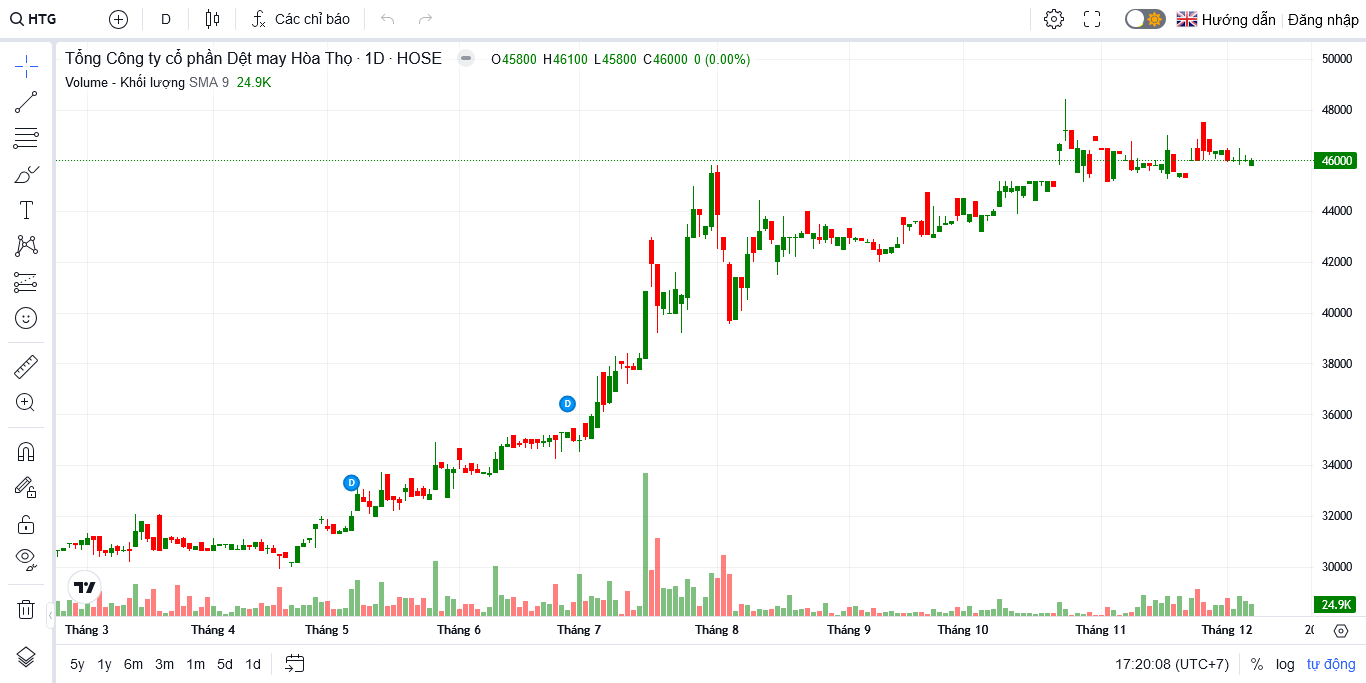 HTG D Các chỉ báo Hướng dẫn Đăng nhập
Tổng Công ty cổ phần Dệt may Hòa Thọ · 1D · HOSE O45800 H46100 L45800 C46000 0 (0.00%)
Volume - Khối lượng SMA 9 24.9K
50000
48000
46000
44000
42000
40000
38000
36000
34000
32000
30000
24.9K
D
D
Tháng 3 Tháng 4 Tháng 5 Tháng 6 Tháng 7 Tháng 8 Tháng 9 Tháng 10 Tháng 11 Tháng 12
5y 1y 6m 3m 1m 5d 1d 17:20:08 (UTC+7) % log tự động